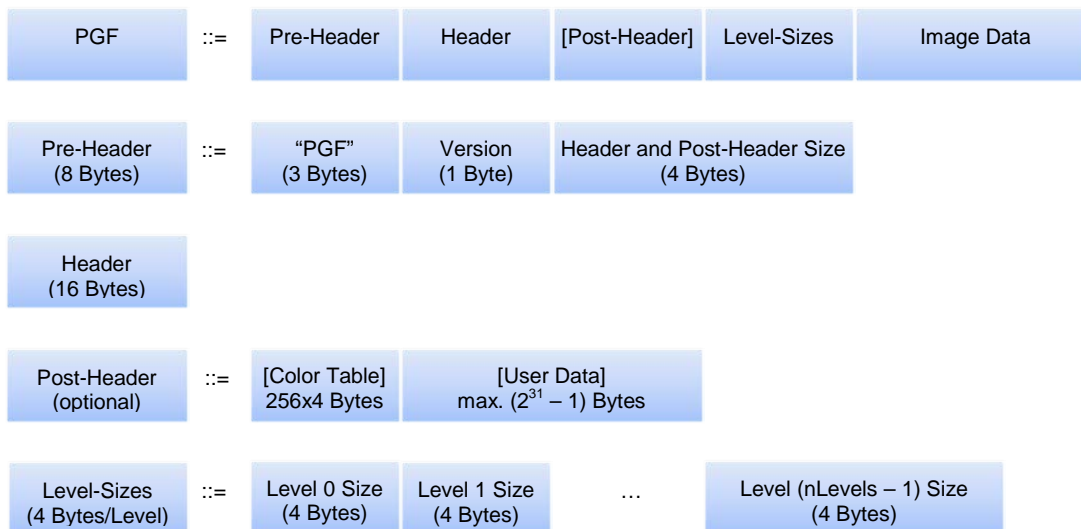 PGF ::= Pre-Header Header [Post-Header] Level-Sizes Image Data
Pre-Header ::= “PGF” Version Header and Post-Header Size
(8 Bytes) (3 Bytes) (1 Byte) (4 Bytes)
Header
(16 Bytes)
Post-Header ::= [Color Table] [User Data]
(optional) 256x4 Bytes max. (2³¹ – 1) Bytes
Level-Sizes ::= Level 0 Size Level 1 Size … Level (nLevels – 1) Size
(4 Bytes/Level) (4 Bytes) (4 Bytes) (4 Bytes)